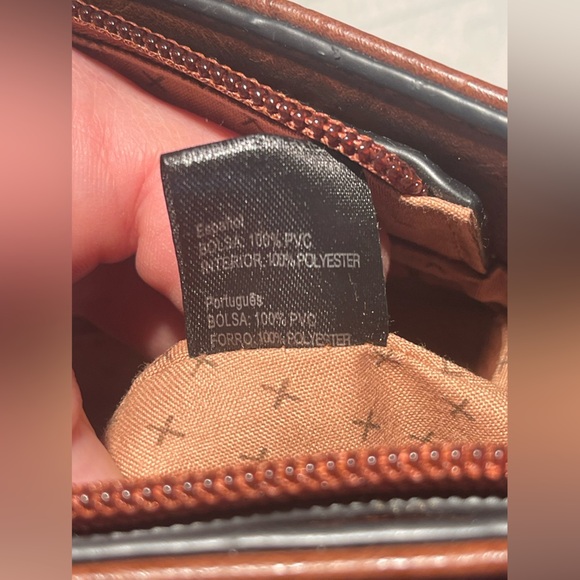 Español
BOLSA: 100% PVC
INTERIOR: 100% POLYESTER
Português
BOLSA: 100% PVC
FORRO: 100% POLYESTER